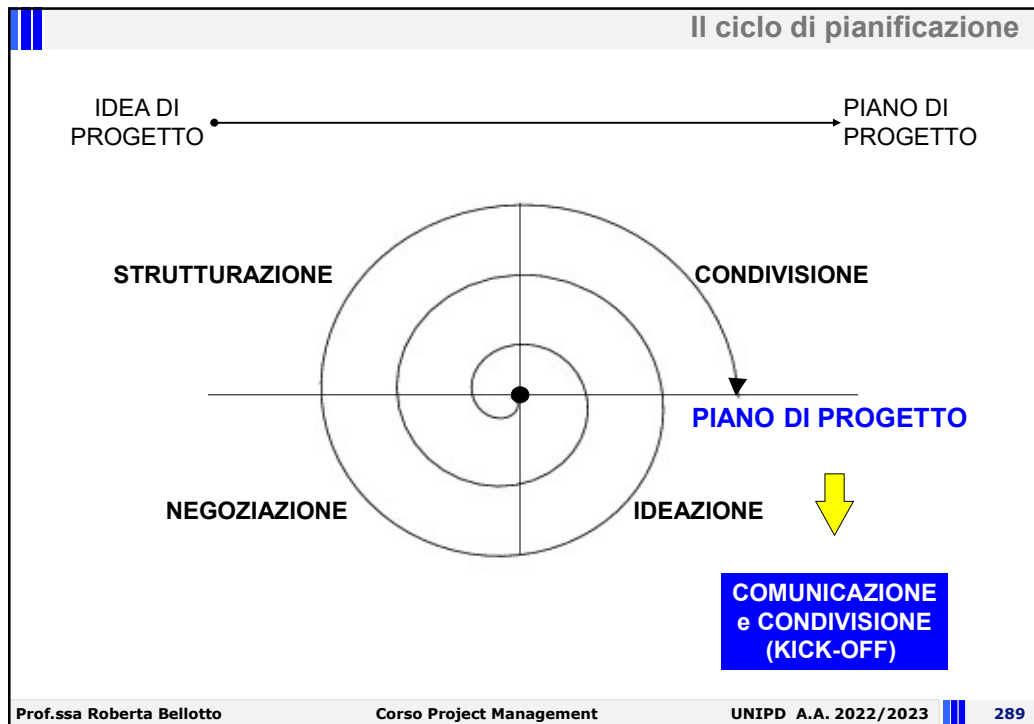 Il ciclo di pianificazione
IDEA DI
PROGETTO
PIANO DI
PROGETTO
STRUTTURAZIONE
CONDIVISIONE
PIANO DI PROGETTO
NEGOZIAZIONE
IDEAZIONE
COMUNICAZIONE
e CONDIVISIONE
(KICK-OFF)
Prof.ssa Roberta Bellotto
Corso Project Management
UNIPD A.A. 2022/2023
289